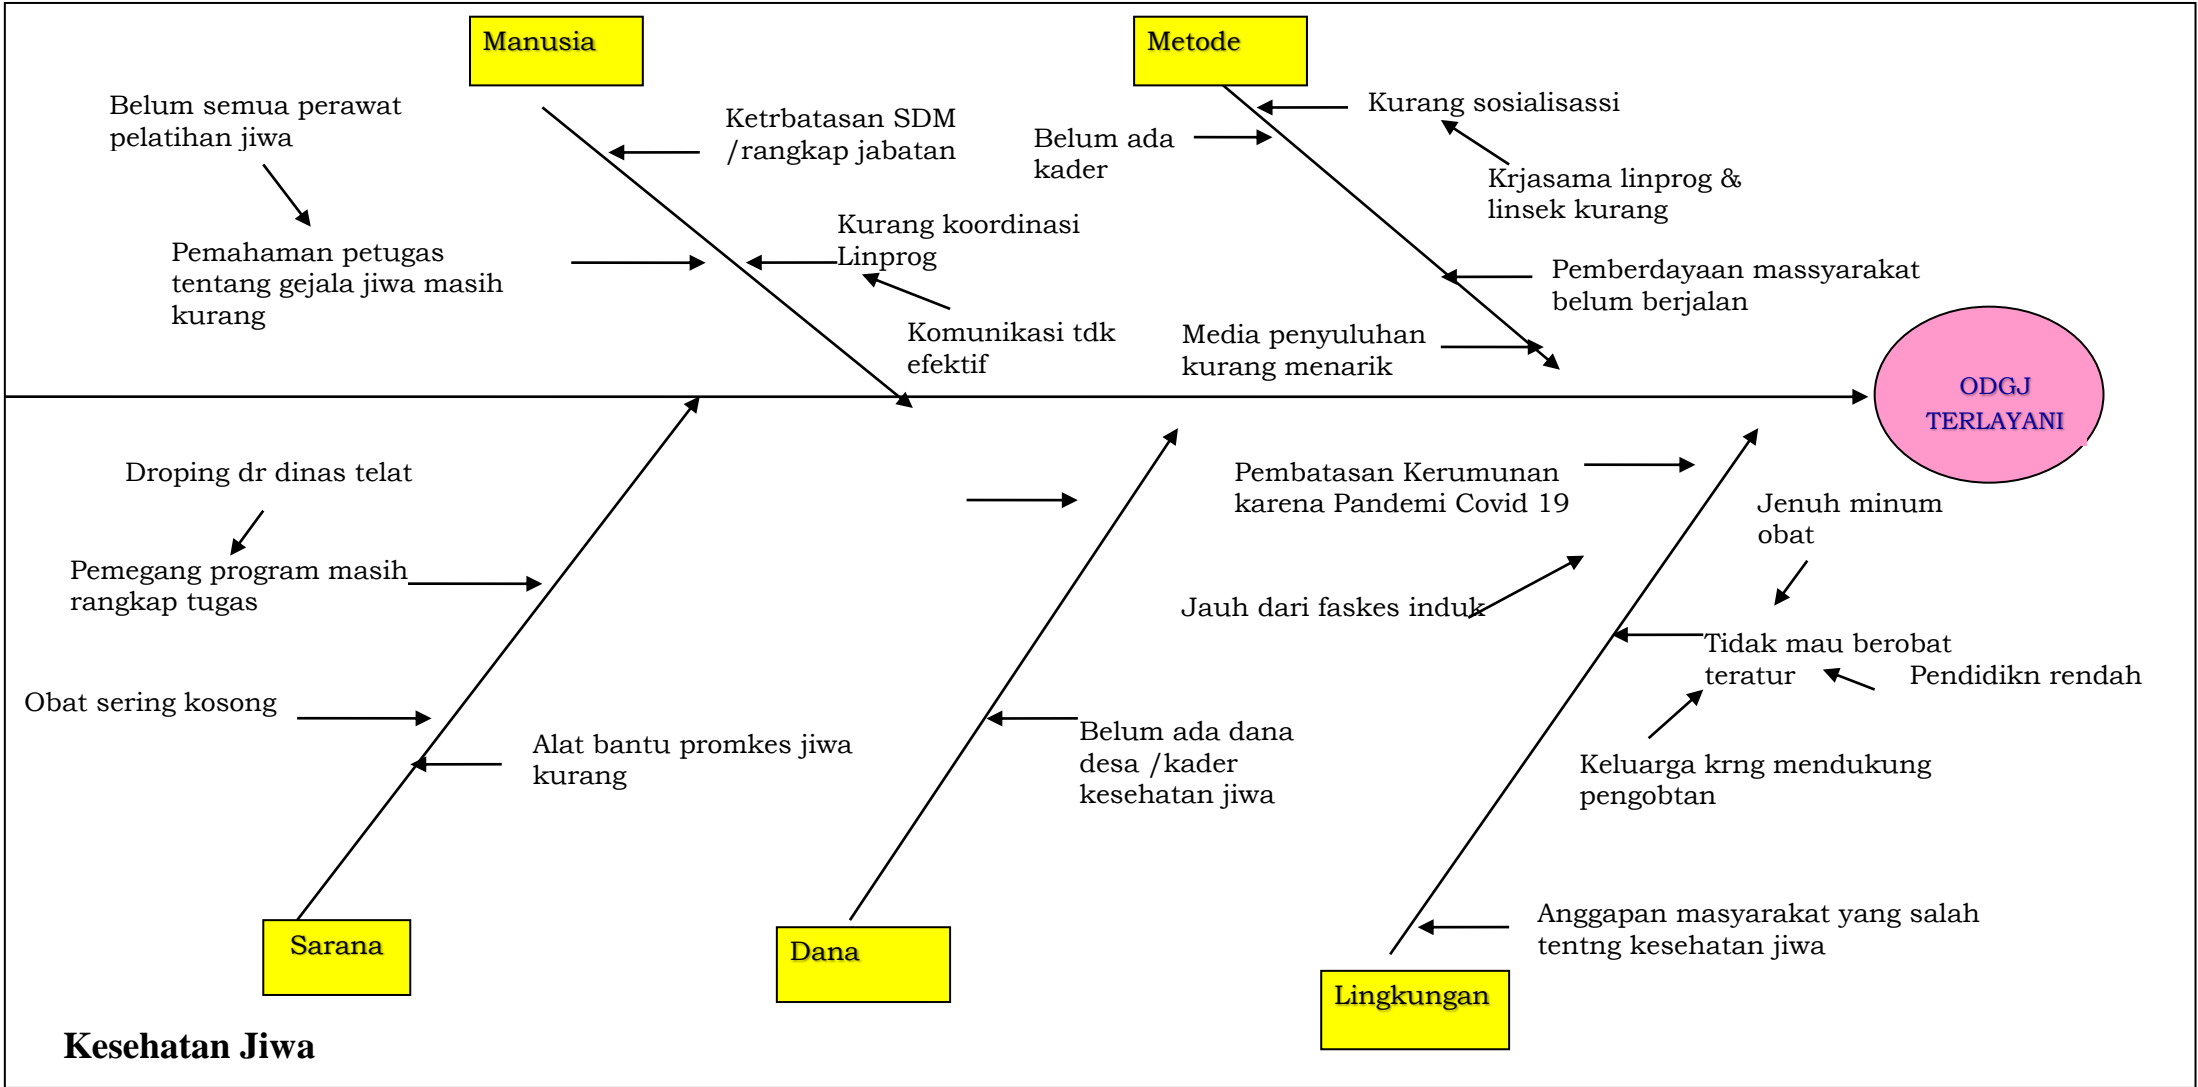 Manusia
Metode
Belum semua perawat
pelatihan jiwa
Ketrbatasan SDM
/rangkap jabatan
Kurang sosialisassi
Belum ada
kader
Krjasama linprog &
linsek kurang
Kurang koordinasi
Linprog
Pemahaman petugas
tentang gejala jiwa masih
kurang
Pemberdayaan massyarakat
belum berjalan
Komunikasi tdk
efektif
Media penyuluhan
kurang menarik
ODGJ
TERLAYANI
Droping dr dinas telat
Pembatasan Kerumunan
karena Pandemi Covid 19
Jenuh minum
obat
Pemegang program masih
rangkap tugas
Jauh dari faskes induk
Tidak mau berobat
teratur
Pendidikn rendah
Obat sering kosong
Alat bantu promkes jiwa
kurang
Belum ada dana
desa /kader
kesehatan jiwa
Keluarga krng mendukung
pengobtan
Anggapan masyarakat yang salah
tentng kesehatan jiwa
Sarana
Dana
Lingkungan
Kesehatan Jiwa